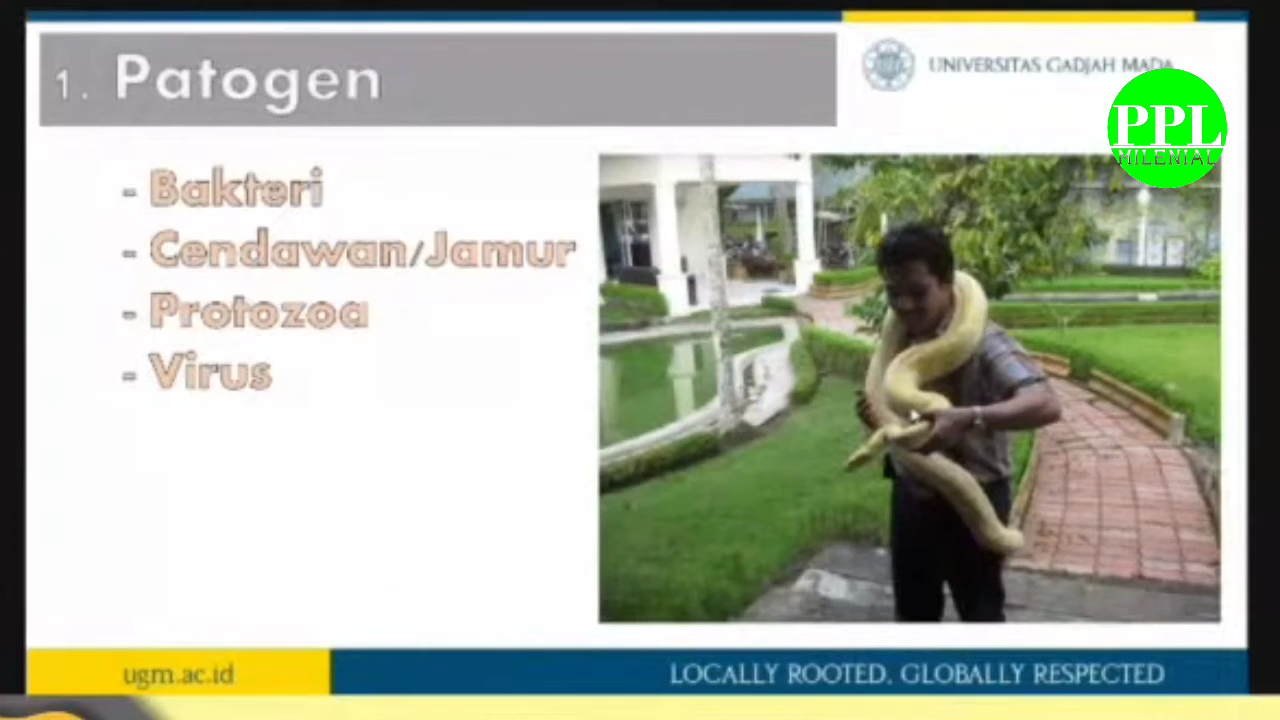 1. Patogen
UNIVERSITAS GADJAH MADA
PPL
MILENIAL
- Bakteri
- Cendawan/Jamur
- Protozoa
- Virus
ugm.ac.id
LOCALLY ROOTED, GLOBALLY RESPECTED